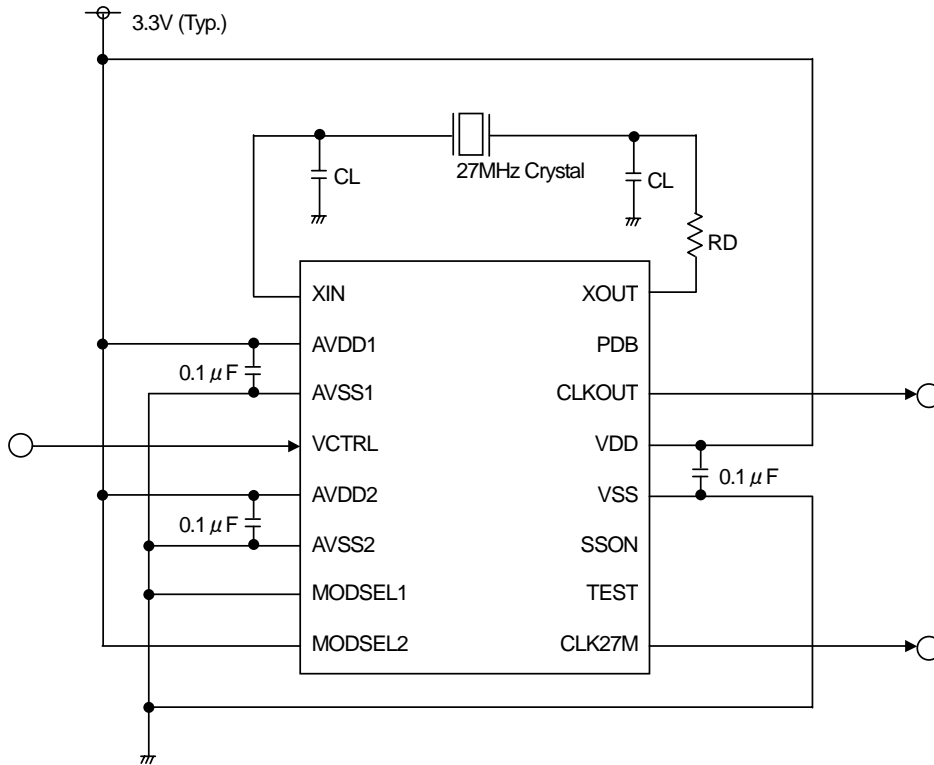 3.3V (Typ.)
27MHz Crystal
CL
CL
RD
XIN
XOUT
AVDD1
PDB
0.1 μF
AVSS1
CLKOUT
VCTRL
VDD
0.1 μF
AVDD2
VSS
0.1 μF
AVSS2
SSON
MODSEL1
TEST
MODSEL2
CLK27M